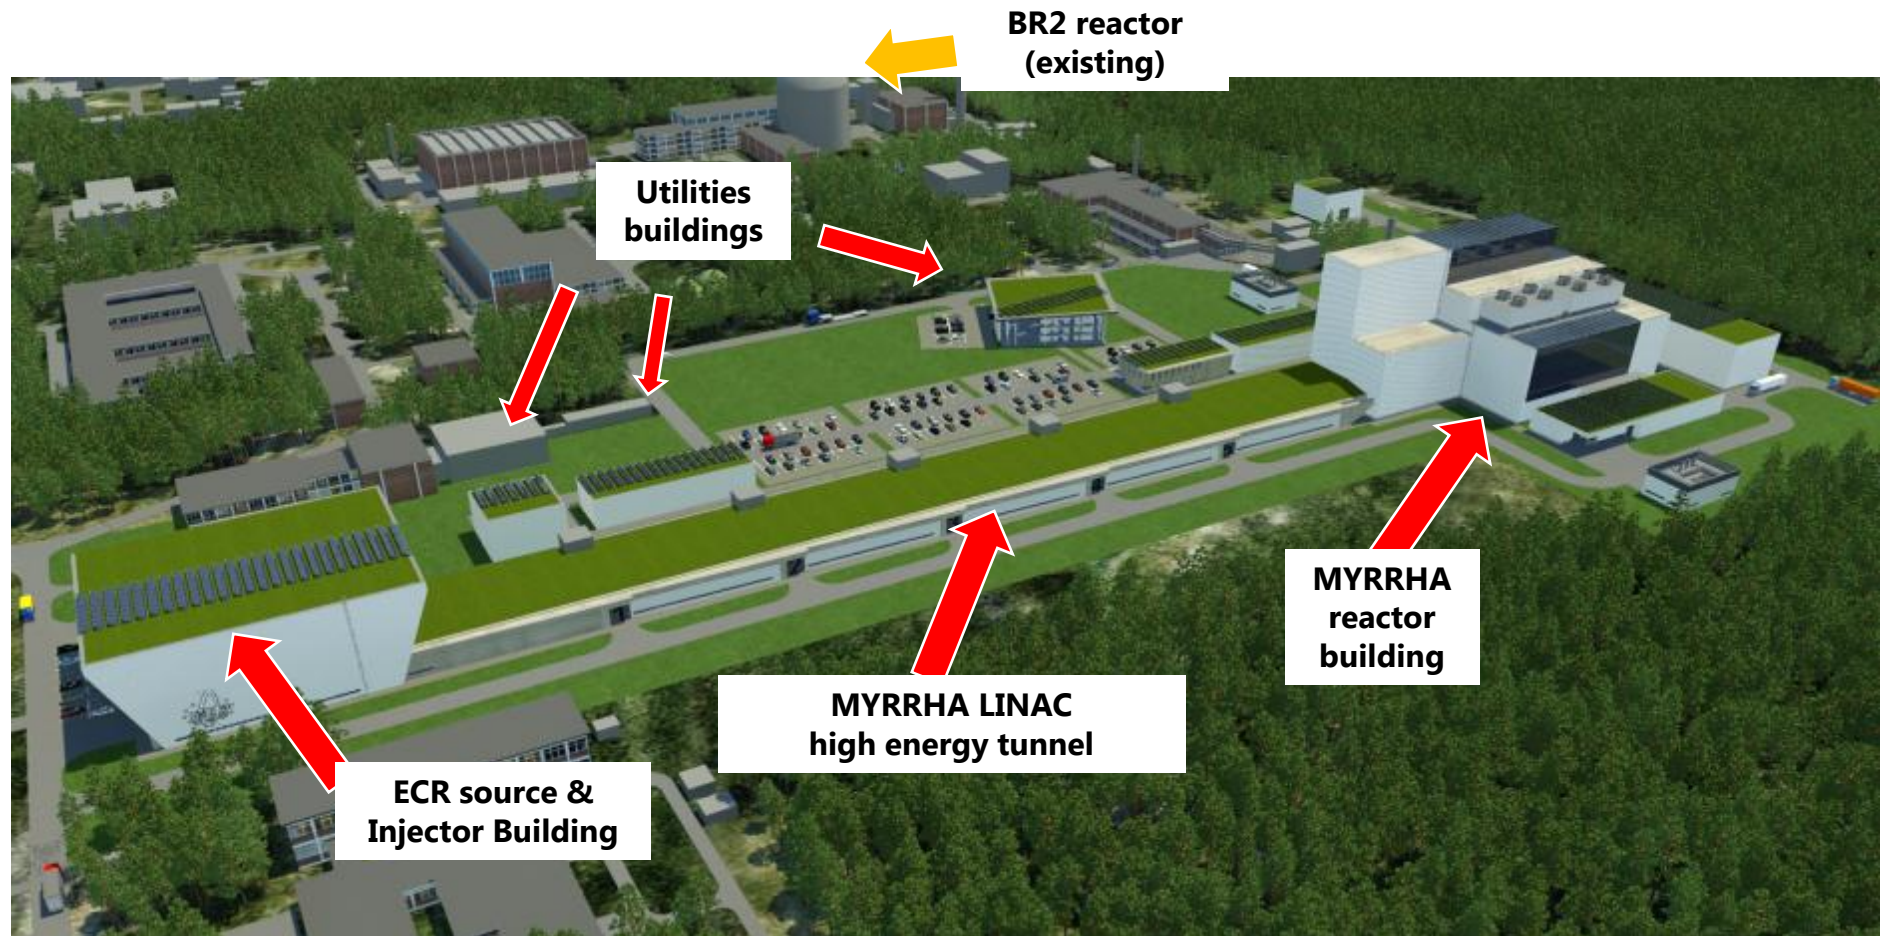 BR2 reactor
(existing)
Utilities
buildings
MYRRHA
reactor
building
MYRRHA LINAC
high energy tunnel
ECR source &
Injector Building